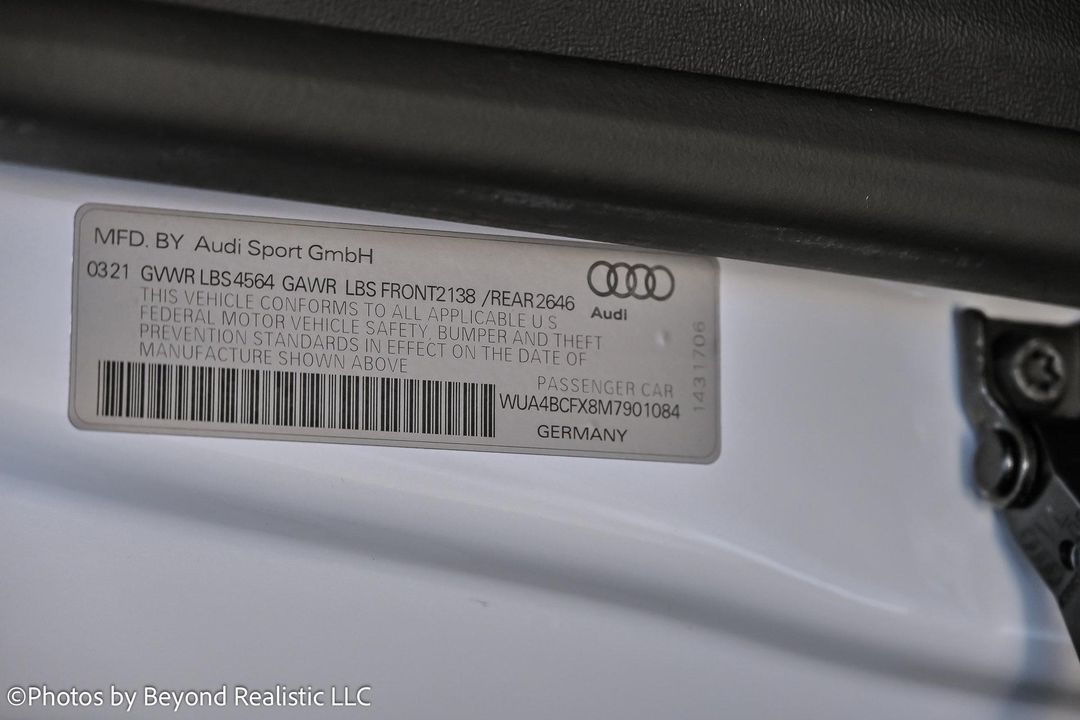 MFD. BY Audi Sport GmbH
0321 GVWR LBS4564 GAWR LBS FRONT2138 /REAR2646
Audi
THIS VEHICLE CONFORMS TO ALL APPLICABLE U S
FEDERAL MOTOR VEHICLE SAFETY, BUMPER AND THEFT
PREVENTION STANDARDS IN EFFECT ON THE DATE OF
MANUFACTURE SHOWN ABOVE
PASSENGER CAR
WUA4BCFX8M7901084
GERMANY
1431706
©Photos by Beyond Realistic LLC